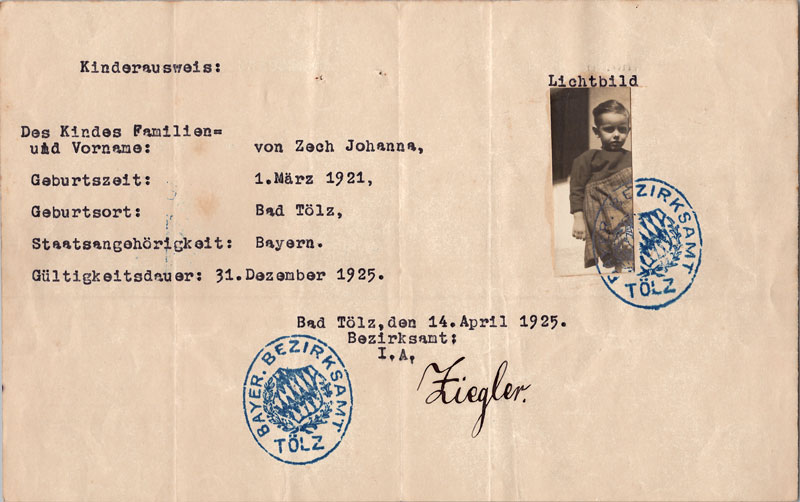 Kinderausweis:
Lichtbild
Des Kindes Familien=
und Vorname: von Zech Johanna,
Geburtszeit: 1.März 1921,
Geburtsort: Bad Tölz,
Staatsangehörigkeit: Bayern.
Gültigkeitsdauer: 31.Dezember 1925.
BEZIRKSAMT
TÖLZ
Bad Tölz,den 14.April 1925.
Bezirksamt:
I.A.
Ziegler.
BAYER. BEZIRKSAMT
TÖLZ